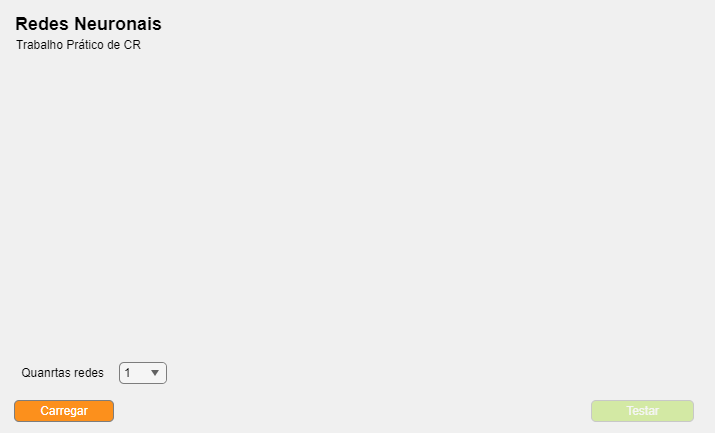 Redes Neuronais
Trabalho Prático de CR
Quanrtas redes 1
Carregar
Testar